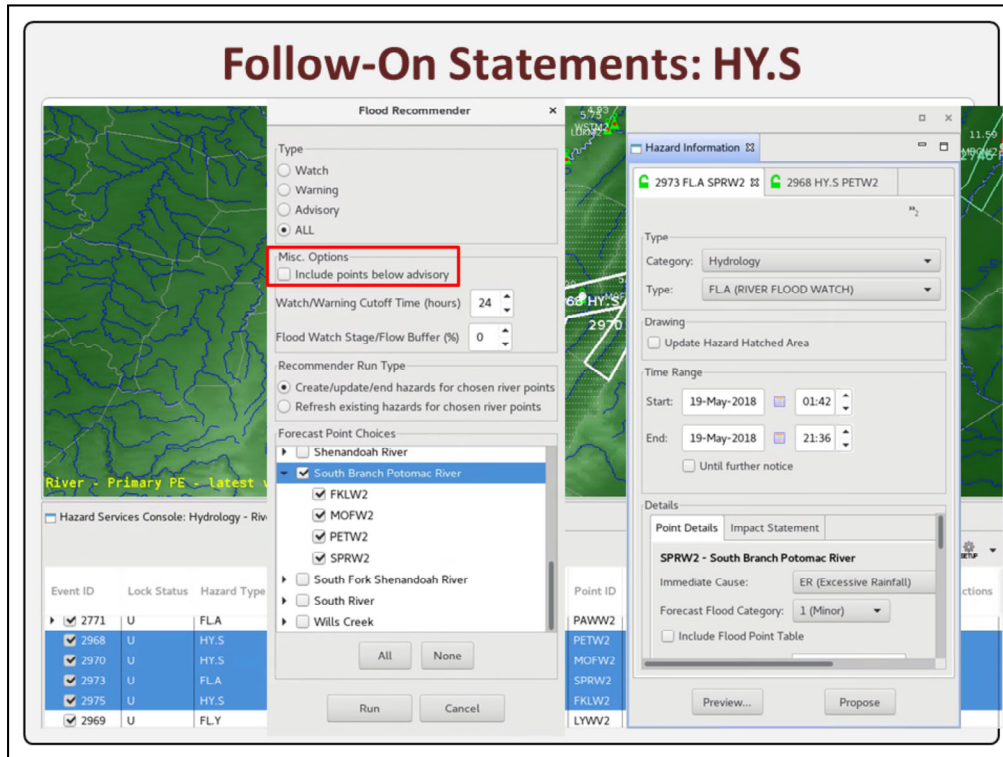 Follow-On Statements: HY.S
Flood Recommender
Type
Watch
Warning
Advisory
ALL
Misc. Options
Include points below advisory
Watch/Warning Cutoff Time (hours) 24
Flood Watch Stage/Flow Buffer (%) 0
Recommender Run Type
Create/update/end hazards for chosen river points
Refresh existing hazards for chosen river points
Forecast Point Choices
Shenandoah River
South Branch Potomac River
FKLW2
MOFW2
PETW2
SPRW2
South Fork Shenandoah River
South River
Wills Creek
All None
Run Cancel
River - Primary PE - latest
5.75
68 HY.S
2970
11.59
Hazard Information
2973 FL.A SPRW2 2968 HY.S PETW2
Type
Category: Hydrology
Type: FL.A (RIVER FLOOD WATCH)
Drawing
Update Hazard Hatched Area
Time Range
Start: 19-May-2018 01:42
End: 19-May-2018 21:36
Until further notice
Details
Point Details Impact Statement
SPRW2 - South Branch Potomac River
Immediate Cause: ER (Excessive Rainfall)
Forecast Flood Category: 1 (Minor)
Include Flood Point Table
Preview... Propose
Hazard Services Console: Hydrology - Riv
Event ID Lock Status Hazard Type Point ID ctions
2771 U FL.A PAWW2
2968 U HY.S PETW2
2970 U HY.S MOFW2
2973 U FL.A SPRW2
2975 U HY.S FKLW2
2969 U FL.Y LYWV2